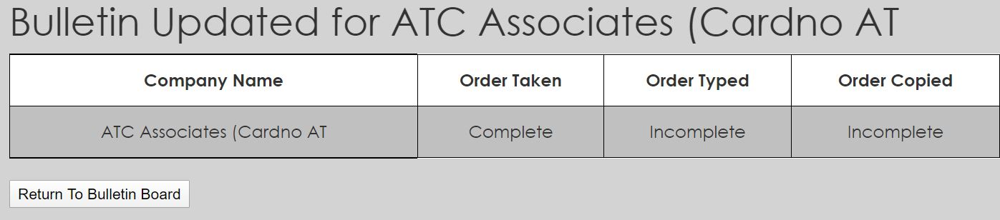 Bulletin Updated for ATC Associates (Cardno AT
Company Name Order Taken Order Typed Order Copied
ATC Associates (Cardno AT Complete Incomplete Incomplete
Return To Bulletin Board